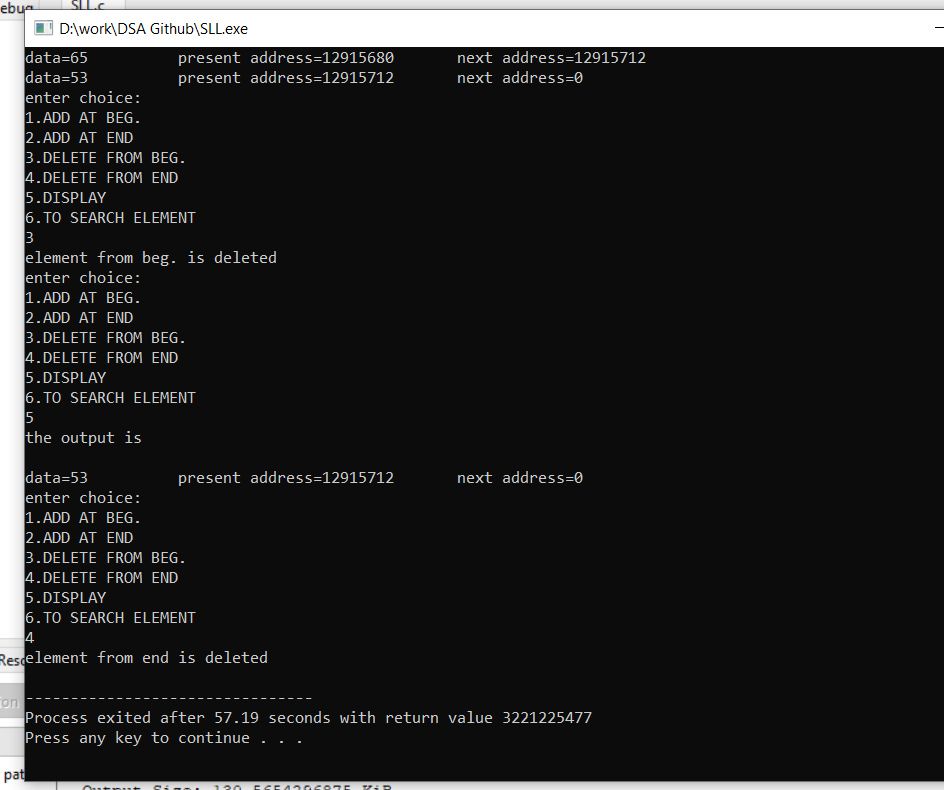 ebug
SLL.c
D:\work\DSA Github\SLL.exe
data=65 present address=12915680 next address=12915712
data=53 present address=12915712 next address=0
enter choice:
1.ADD AT BEG.
2.ADD AT END
3.DELETE FROM BEG.
4.DELETE FROM END
5.DISPLAY
6.TO SEARCH ELEMENT
3
element from beg. is deleted
enter choice:
1.ADD AT BEG.
2.ADD AT END
3.DELETE FROM BEG.
4.DELETE FROM END
5.DISPLAY
6.TO SEARCH ELEMENT
5
the output is
data=53 present address=12915712 next address=0
enter choice:
1.ADD AT BEG.
2.ADD AT END
3.DELETE FROM BEG.
4.DELETE FROM END
5.DISPLAY
6.TO SEARCH ELEMENT
4
Reso
element from end is deleted
ion
--------------------------------
Process exited after 57.19 seconds with return value 3221225477
Press any key to continue . . .
pat
Output Size: 130.5654296875 KiB